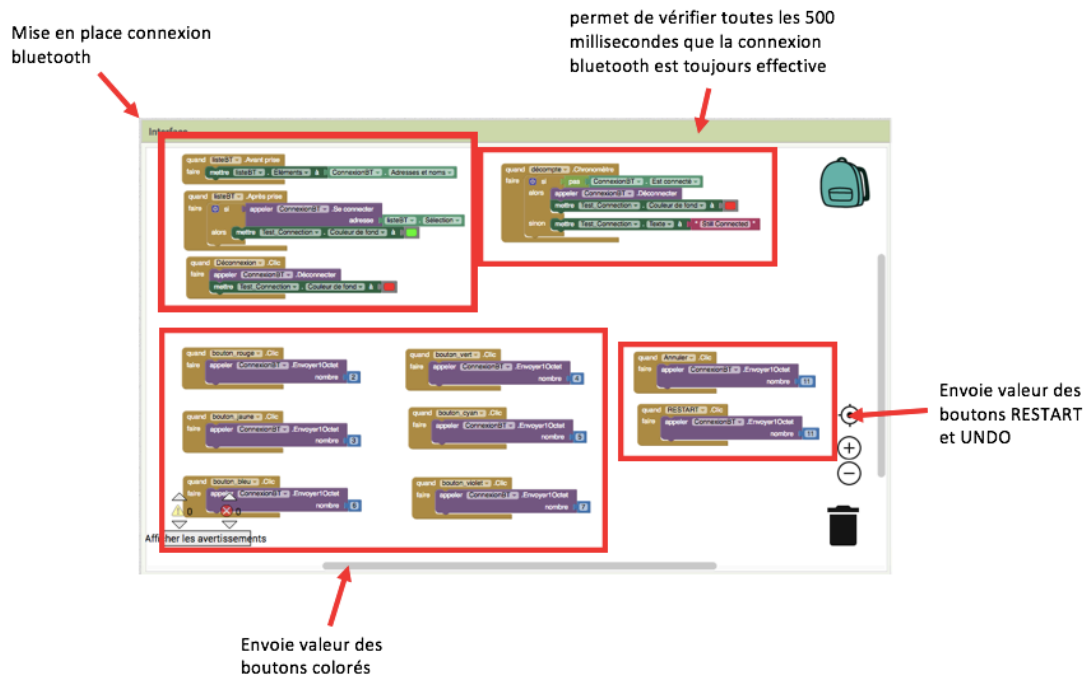 Mise en place connexion
bluetooth
permet de vérifier toutes les 500
millisecondes que la connexion
bluetooth est toujours effective
Interface
quand listeBT .Avant prise
faire mettre listeBT . Eléments à ConnexionBT . Adresses et noms
quand listeBT .Après prise
faire si appeler ConnexionBT .Se connecter
adresse listeBT . Sélection
alors mettre Test_Connection . Couleur de fond à
quand Déconnexion .Clic
faire appeler ConnexionBT .Déconnecter
mettre Test_Connection . Couleur de fond à
quand décompte .Chronomètre
faire si pas ConnexionBT . Est connecté
alors appeler ConnexionBT .Déconnecter
mettre Test_Connection . Couleur de fond à
sinon mettre Test_Connection . Texte à " Still Connected "
quand bouton_rouge .Clic
faire appeler ConnexionBT .Envoyer1Octet
nombre 2
quand bouton_vert .Clic
faire appeler ConnexionBT .Envoyer1Octet
nombre 4
quand bouton_jaune .Clic
faire appeler ConnexionBT .Envoyer1Octet
nombre 3
quand bouton_cyan .Clic
faire appeler ConnexionBT .Envoyer1Octet
nombre 5
quand bouton_bleu .Clic
faire appeler ConnexionBT .Envoyer1Octet
nombre 6
quand bouton_violet .Clic
faire appeler ConnexionBT .Envoyer1Octet
nombre 7
quand Annuler .Clic
faire appeler ConnexionBT .Envoyer1Octet
nombre 11
quand RESTART .Clic
faire appeler ConnexionBT .Envoyer1Octet
nombre 11
0 0
Afficher les avertissements
Envoie valeur des
boutons RESTART
et UNDO
Envoie valeur des
boutons colorés